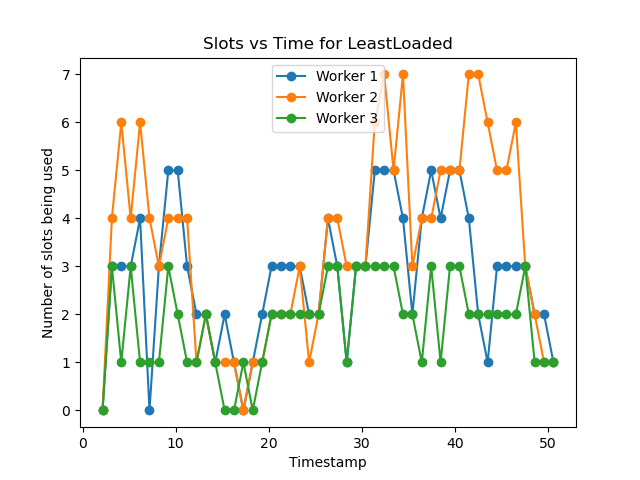 Slots vs Time for LeastLoaded
Worker 1
Worker 2
Worker 3
Number of slots being used
7
6
5
4
3
2
1
0
0 10 20 30 40 50
Timestamp